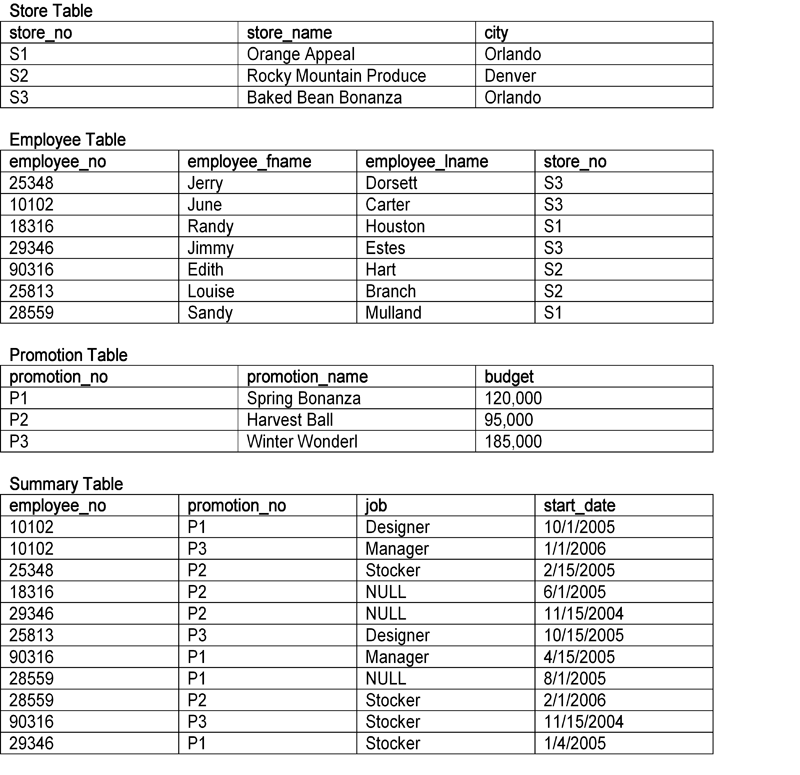 Store Table
store_no store_name city
S1 Orange Appeal Orlando
S2 Rocky Mountain Produce Denver
S3 Baked Bean Bonanza Orlando
Employee Table
employee_no employee_fname employee_lname store_no
25348 Jerry Dorsett S3
10102 June Carter S3
18316 Randy Houston S1
29346 Jimmy Estes S3
90316 Edith Hart S2
25813 Louise Branch S2
28559 Sandy Mulland S1
Promotion Table
promotion_no promotion_name budget
P1 Spring Bonanza 120,000
P2 Harvest Ball 95,000
P3 Winter Wonderl 185,000
Summary Table
employee_no promotion_no job start_date
10102 P1 Designer 10/1/2005
10102 P3 Manager 1/1/2006
25348 P2 Stocker 2/15/2005
18316 P2 NULL 6/1/2005
29346 P2 NULL 11/15/2004
25813 P3 Designer 10/15/2005
90316 P1 Manager 4/15/2005
28559 P1 NULL 8/1/2005
28559 P2 Stocker 2/1/2006
90316 P3 Stocker 11/15/2004
29346 P1 Stocker 1/4/2005